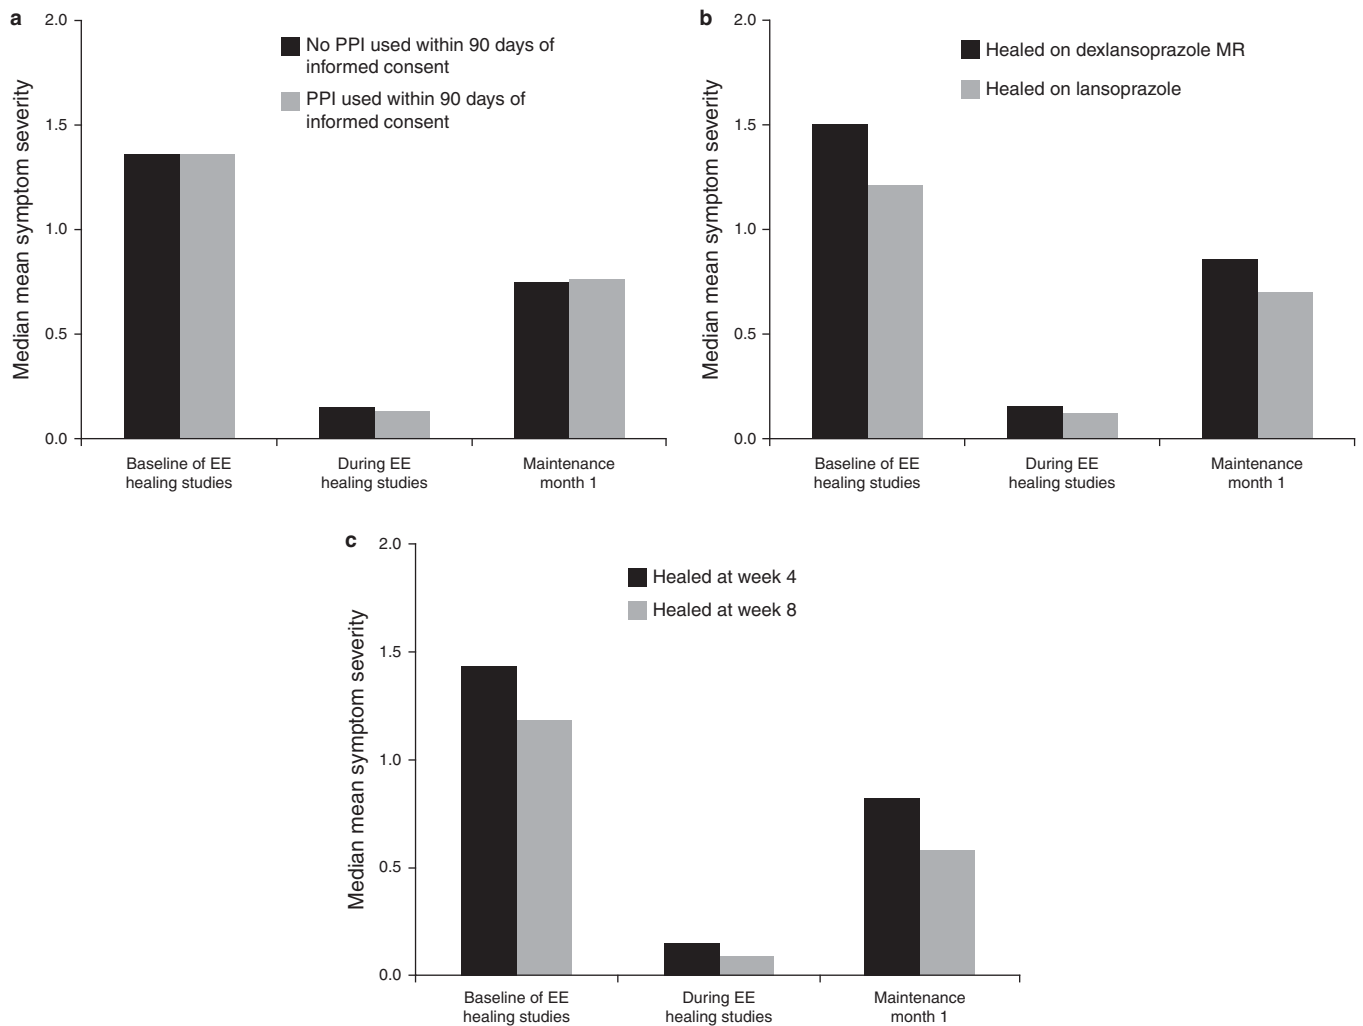 a
Median mean symptom severity
2.0
1.5
1.0
0.5
0.0
No PPI used within 90 days of
informed consent
PPI used within 90 days of
informed consent
Baseline of EE
healing studies
During EE
healing studies
Maintenance
month 1
b
Median mean symptom severity
2.0
1.5
1.0
0.5
0.0
Healed on dexlansoprazole MR
Healed on lansoprazole
Baseline of EE
healing studies
During EE
healing studies
Maintenance
month 1
c
Median mean symptom severity
2.0
1.5
1.0
0.5
0.0
Healed at week 4
Healed at week 8
Baseline of EE
healing studies
During EE
healing studies
Maintenance
month 1